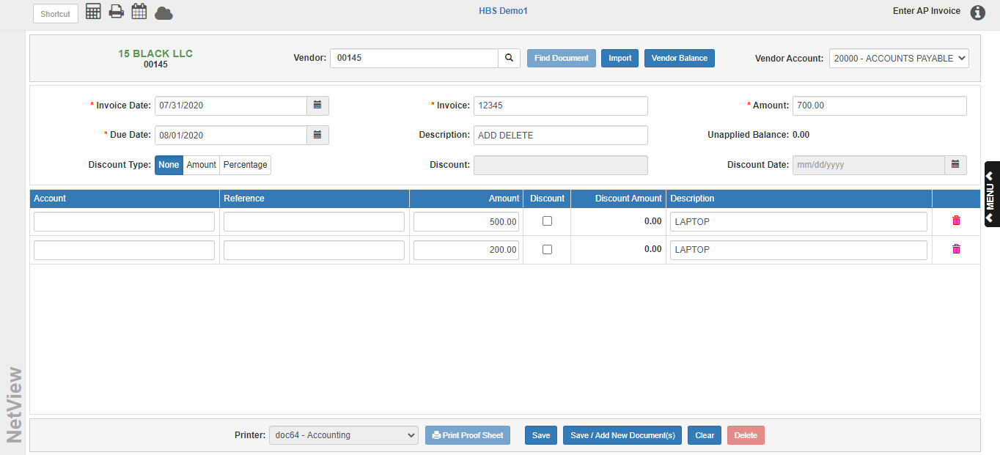 Shortcut
HBS Demo1
Enter AP Invoice
15 BLACK LLC
00145
Vendor: 00145 Find Document Import Vendor Balance Vendor Account: 20000 - ACCOUNTS PAYABLE
* Invoice Date: 07/31/2020 * Invoice: 12345 * Amount: 700.00
* Due Date: 08/01/2020 Description: ADD DELETE Unapplied Balance: 0.00
Discount Type: None Amount Percentage Discount: Discount Date: mm/dd/yyyy
Account Reference Amount Discount Discount Amount Description
500.00 0.00 LAPTOP
200.00 0.00 LAPTOP
MENU
NetView
Printer: doc64 - Accounting Print Proof Sheet Save Save / Add New Document(s) Clear Delete